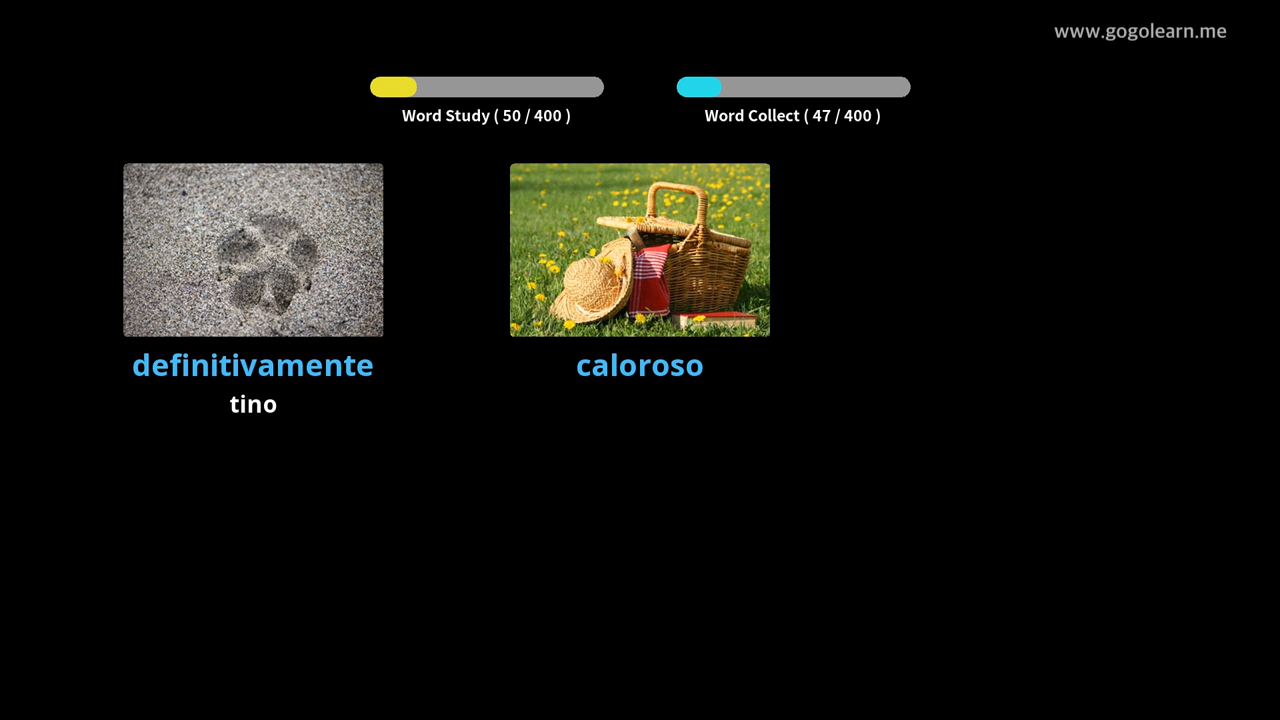 www.gogolearn.me
Word Study ( 50 / 400 )
Word Collect ( 47 / 400 )
definitivamente
tino
caloroso